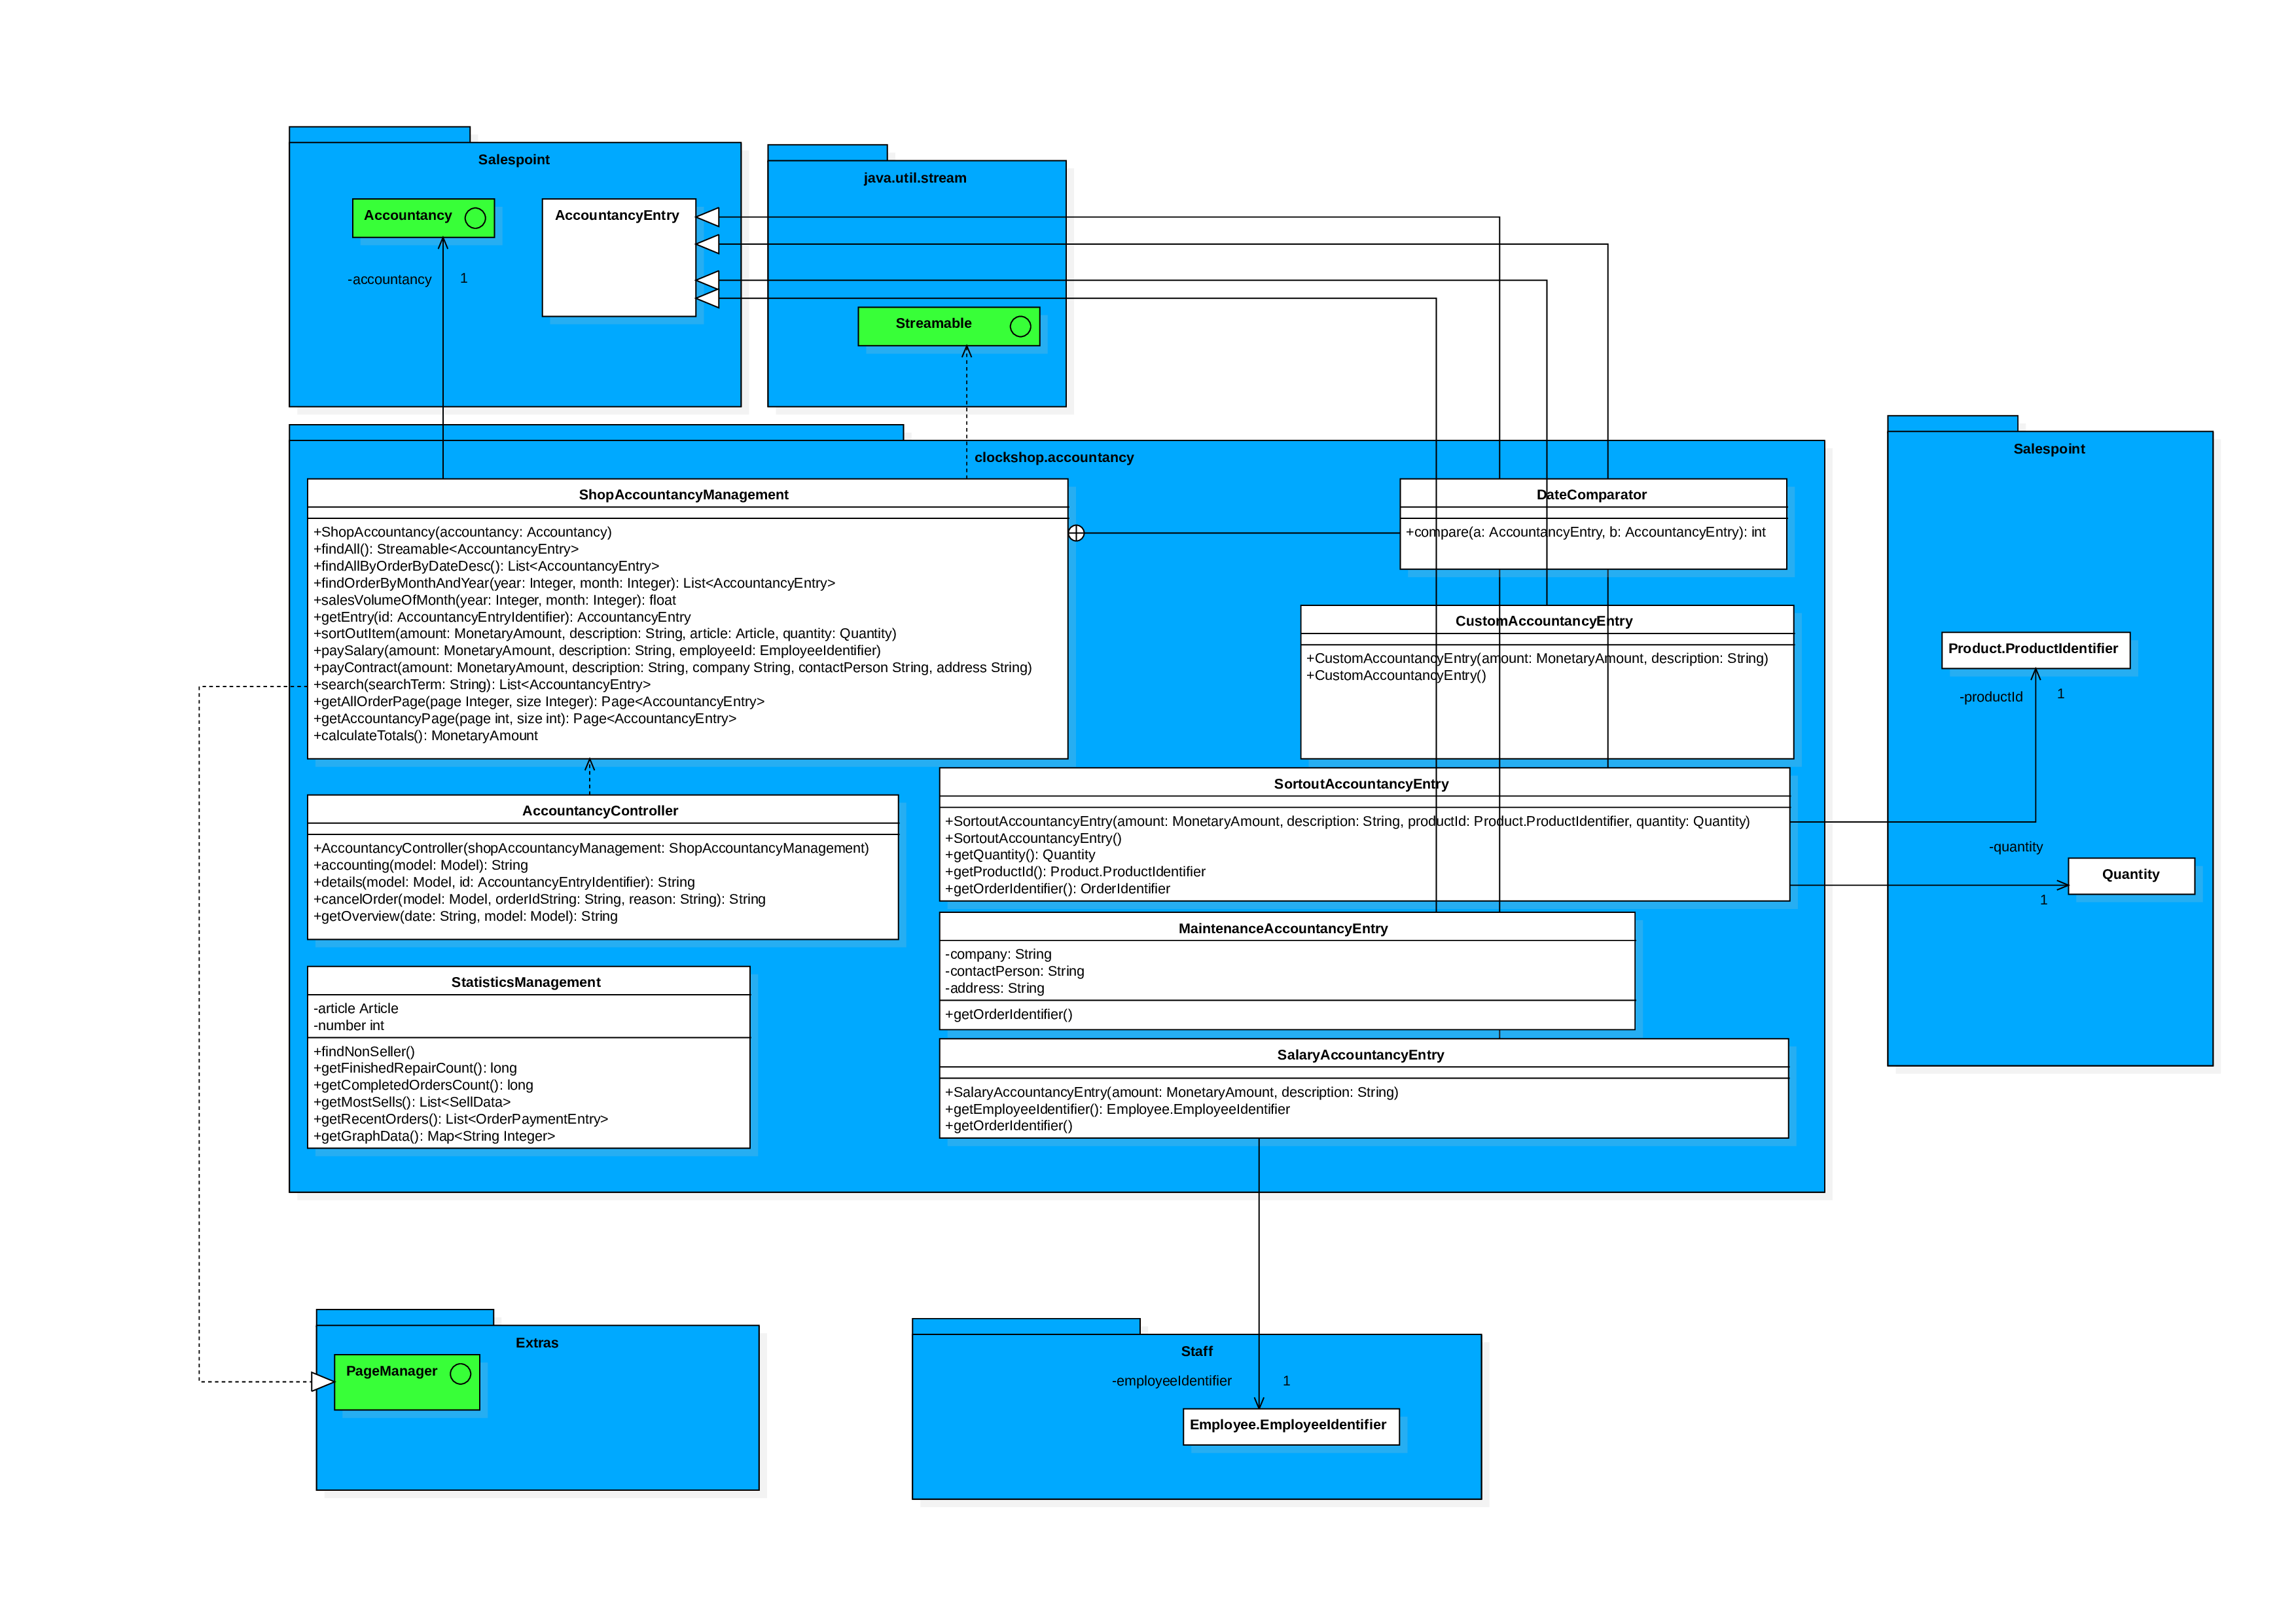 Salespoint
Accountancy
AccountancyEntry
-accountancy
1
java.util.stream
Streamable
clockshop.accountancy
ShopAccountancyManagement
+ShopAccountancy(accountancy: Accountancy)
+findAll(): Streamable<AccountancyEntry>
+findAllByOrderByDateDesc(): List<AccountancyEntry>
+findOrderByMonthAndYear(year: Integer, month: Integer): List<AccountancyEntry>
+salesVolumeOfMonth(year: Integer, month: Integer): float
+getEntry(id: AccountancyEntryIdentifier): AccountancyEntry
+sortOutItem(amount: MonetaryAmount, description: String, article: Article, quantity: Quantity)
+paySalary(amount: MonetaryAmount, description: String, employeeId: EmployeeIdentifier)
+payContract(amount: MonetaryAmount, description: String, company String, contactPerson String, address String)
+search(searchTerm: String): List<AccountancyEntry>
+getAllOrderPage(page Integer, size Integer): Page<AccountancyEntry>
+getAccountancyPage(page int, size int): Page<AccountancyEntry>
+calculateTotals(): MonetaryAmount
DateComparator
+compare(a: AccountancyEntry, b: AccountancyEntry): int
CustomAccountancyEntry
+CustomAccountancyEntry(amount: MonetaryAmount, description: String)
+CustomAccountancyEntry()
AccountancyController
+AccountancyController(shopAccountancyManagement: ShopAccountancyManagement)
+accounting(model: Model): String
+details(model: Model, id: AccountancyEntryIdentifier): String
+cancelOrder(model: Model, orderIdString: String, reason: String): String
+getOverview(date: String, model: Model): String
SortoutAccountancyEntry
+SortoutAccountancyEntry(amount: MonetaryAmount, description: String, productId: Product.ProductIdentifier, quantity: Quantity)
+SortoutAccountancyEntry()
+getQuantity(): Quantity
+getProductId(): Product.ProductIdentifier
+getOrderIdentifier(): OrderIdentifier
MaintenanceAccountancyEntry
-company: String
-contactPerson: String
-address: String
+getOrderIdentifier()
StatisticsManagement
-article Article
-number int
+findNonSeller()
+getFinishedRepairCount(): long
+getCompletedOrdersCount(): long
+getMostSells(): List<SellData>
+getRecentOrders(): List<OrderPaymentEntry>
+getGraphData(): Map<String Integer>
SalaryAccountancyEntry
+SalaryAccountancyEntry(amount: MonetaryAmount, description: String)
+getEmployeeIdentifier(): Employee.EmployeeIdentifier
+getOrderIdentifier()
Salespoint
Product.ProductIdentifier
-productId
1
-quantity
Quantity
1
Extras
PageManager
Staff
-employeeIdentifier
1
Employee.EmployeeIdentifier